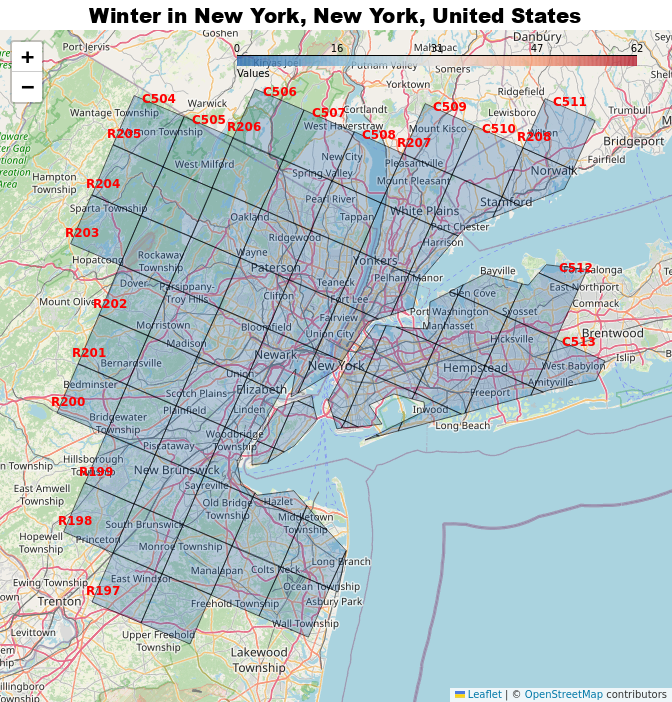 Winter in New York, New York, United States
+
−
0 16 31 47 62
Values
Port Jervis
Goshen
Kiryas Joel
Mahopac
Putnam Valley
Somers
Danbury
Yorktown
Ridgefield
Shelton
Wantage Township
Warwick
Vernon Township
West Milford
Cortlandt
West Haverstraw
Mount Kisco
Lewisboro
Wilton
Trumbull
Bridgeport
Fairfield
Norwalk
Stamford
Hampton
Township
Sparta Township
New City
Spring Valley
Pearl River
Tappan
Pleasantville
Mount Pleasant
White Plains
Port Chester
Harrison
Oakland
Ridgewood
Wayne
Paterson
Yonkers
Pelham Manor
Hopatcong
Rockaway
Township
Dover
Parsippany-
Troy Hills
Clifton
Teaneck
Fort Lee
Fairview
Union City
Mount Olive
Morristown
Madison
Bloomfield
Newark
New York
Union
Elizabeth
Linden
Bayville
Glen Cove
Port Washington
Manhasset
Syosset
Hicksville
Hempstead
Freeport
Inwood
Long Beach
East Northport
Commack
Brentwood
Islip
West Babylon
Amityville
Bernardsville
Bedminster
Scotch Plains
Plainfield
Bridgewater
Township
Woodbridge
Township
Piscataway
New Brunswick
Hillsborough
Township
East Amwell
Township
Sayreville
Old Bridge
Township
Hazlet
Middletown
Township
Hopewell
Township
South Brunswick
Princeton
Monroe Township
Long Branch
Ewing Township
East Windsor
Manalapan
Colts Neck
Ocean Township
Trenton
Freehold Township
Asbury Park
Levittown
Upper Freehold
Township
Wall Township
Lakewood
Township
C504
C505
C506
C507
C508
C509
C510
C511
C512
C513
R208
R207
R206
R205
R204
R203
R202
R201
R200
R199
R198
R197
Leaflet | © OpenStreetMap contributors